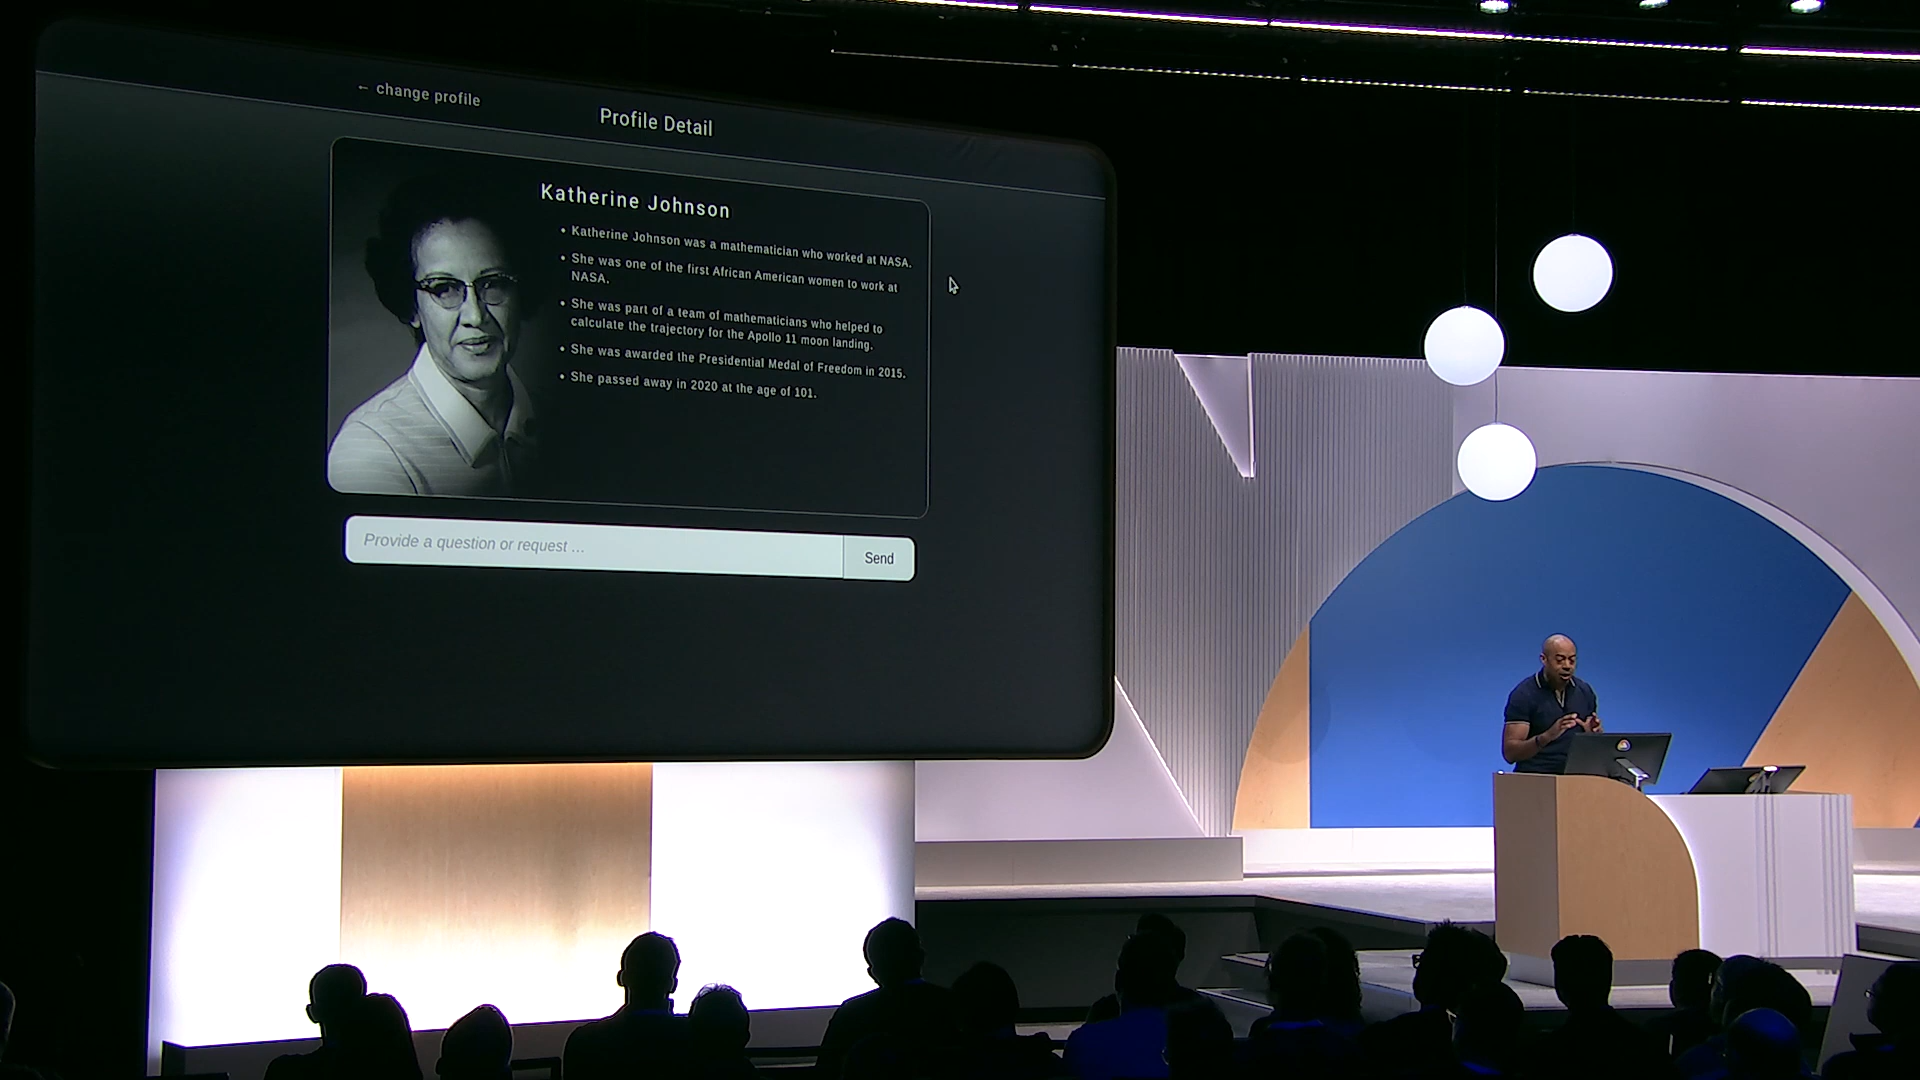 ← change profile
Profile Detail
Katherine Johnson
• Katherine Johnson was a mathematician who worked at NASA.
• She was one of the first African American women to work at
NASA.
• She was part of a team of mathematicians who helped to
calculate the trajectory for the Apollo 11 moon landing.
• She was awarded the Presidential Medal of Freedom in 2015.
• She passed away in 2020 at the age of 101.
Provide a question or request ...
Send